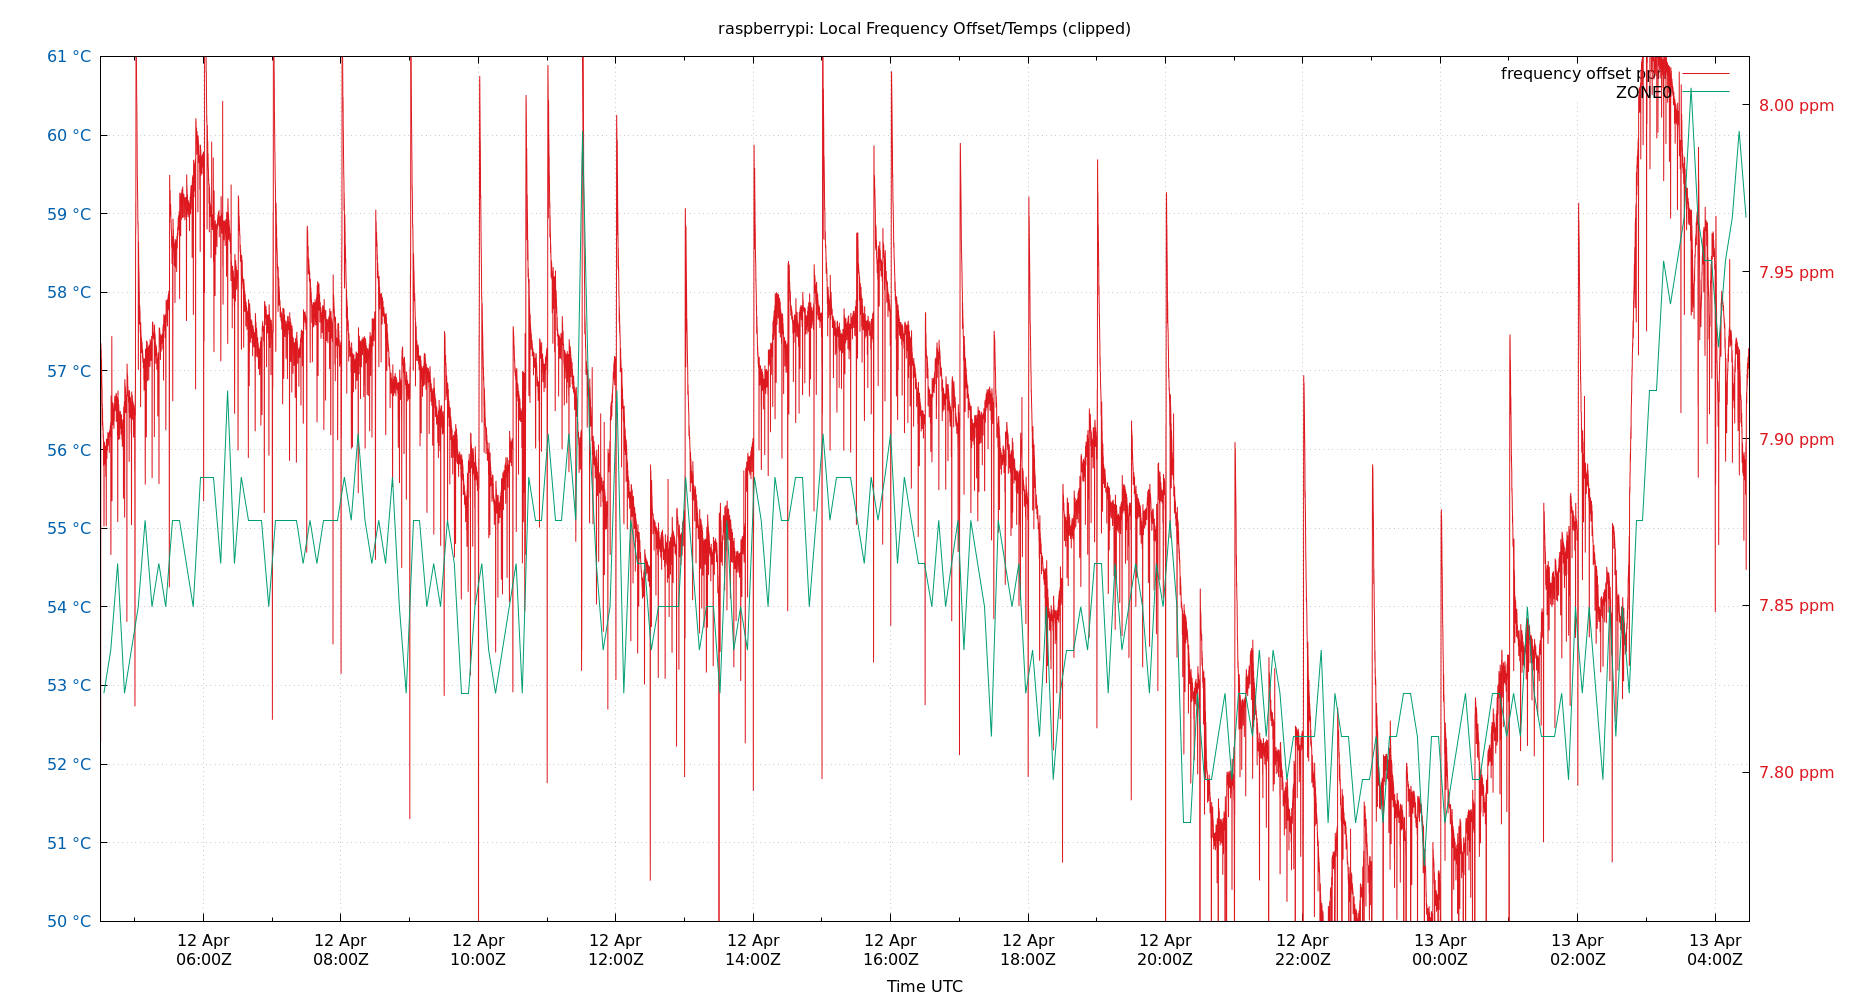 raspberrypi: Local Frequency Offset/Temps (clipped)
61 °C
60 °C
59 °C
58 °C
57 °C
56 °C
55 °C
54 °C
53 °C
52 °C
51 °C
50 °C
frequency offset ppm
ZONE0
8.00 ppm
7.95 ppm
7.90 ppm
7.85 ppm
7.80 ppm
12 Apr 12 Apr 12 Apr 12 Apr 12 Apr 12 Apr 12 Apr 12 Apr 12 Apr 13 Apr 13 Apr 13 Apr
06:00Z 08:00Z 10:00Z 12:00Z 14:00Z 16:00Z 18:00Z 20:00Z 22:00Z 00:00Z 02:00Z 04:00Z
Time UTC